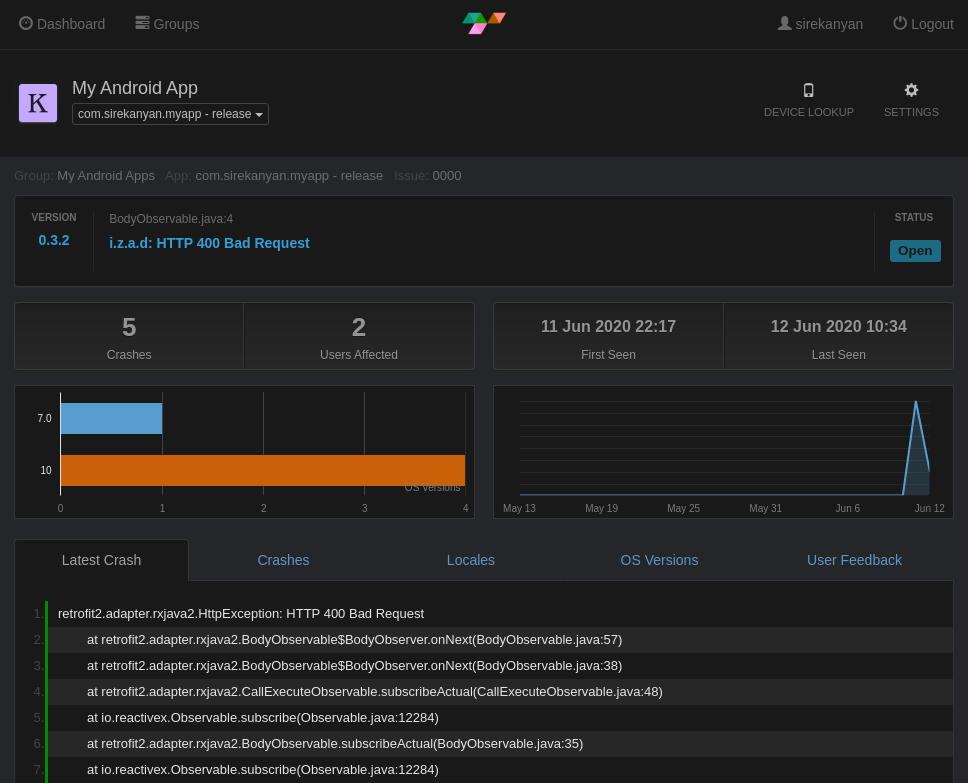 Dashboard Groups sirekanyan Logout
K My Android App
com.sirekanyan.myapp - release
DEVICE LOOKUP SETTINGS
Group: My Android Apps App: com.sirekanyan.myapp - release Issue: 0000
VERSION BodyObservable.java:4 STATUS
0.3.2 i.z.a.d: HTTP 400 Bad Request Open
5 2 11 Jun 2020 22:17 12 Jun 2020 10:34
Crashes Users Affected First Seen Last Seen
7.0
10
OS Versions
0 1 2 3 4
May 13 May 19 May 25 May 31 Jun 6 Jun 12
Latest Crash Crashes Locales OS Versions User Feedback
1. retrofit2.adapter.rxjava2.HttpException: HTTP 400 Bad Request
2. at retrofit2.adapter.rxjava2.BodyObservable$BodyObserver.onNext(BodyObservable.java:57)
3. at retrofit2.adapter.rxjava2.BodyObservable$BodyObserver.onNext(BodyObservable.java:38)
4. at retrofit2.adapter.rxjava2.CallExecuteObservable.subscribeActual(CallExecuteObservable.java:48)
5. at io.reactivex.Observable.subscribe(Observable.java:12284)
6. at retrofit2.adapter.rxjava2.BodyObservable.subscribeActual(BodyObservable.java:35)
7. at io.reactivex.Observable.subscribe(Observable.java:12284)